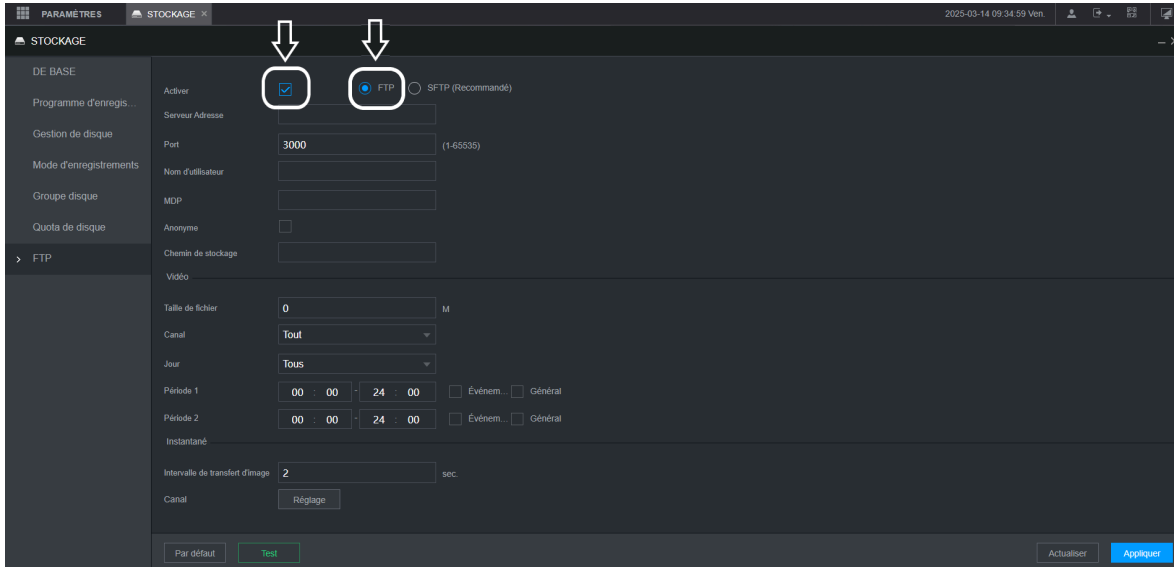 PARAMÈTRES STOCKAGE × 2025-03-14 09:34:59 Ven.
STOCKAGE
DE BASE
Programme d'enregis...
Gestion de disque
Mode d'enregistrements
Groupe disque
Quota de disque
FTP
Activer FTP SFTP (Recommandé)
Serveur Adresse
Port 3000 (1-65535)
Nom d'utilisateur
MDP
Anonyme
Chemin de stockage
Vidéo
Taille de fichier 0 M
Canal Tout
Jour Tous
Période 1 00 : 00 - 24 : 00 Événem... Général
Période 2 00 : 00 - 24 : 00 Événem... Général
Instantané
Intervalle de transfert d'image 2 sec.
Canal Réglage
Par défaut Test Actualiser Appliquer